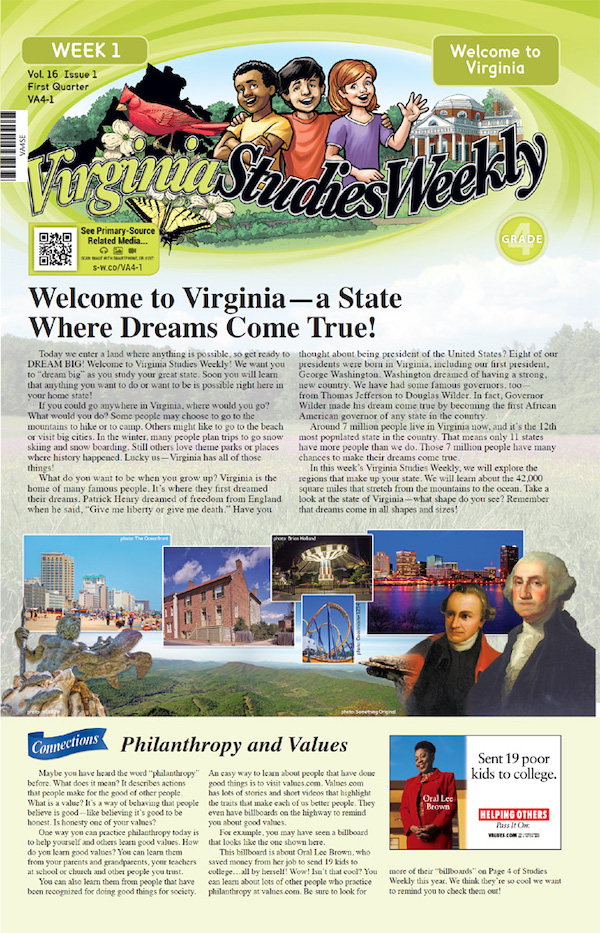 WEEK 1
Vol. 16 Issue 1
First Quarter
VA4-1
Welcome to
Virginia
VA4SE
Virginia Studies Weekly
See Primary-Source
Related Media...
SCAN IMAGE WITH SMARTPHONE, OR VISIT
s-w.co/VA4-1
GRADE
4
Welcome to Virginia—a State
Where Dreams Come True!
Today we enter a land where anything is possible, so get ready to
DREAM BIG! Welcome to Virginia Studies Weekly! We want you
to “dream big” as you study your great state. Soon you will learn
that anything you want to do or want to be is possible right here in
your home state!
If you could go anywhere in Virginia, where would you go?
What would you do? Some people may choose to go to the
mountains to hike or to camp. Others might like to go to the beach
or visit big cities. In the winter, many people plan trips to go snow
skiing and snow boarding. Still others love theme parks or places
where history happened. Lucky us—Virginia has all of those
things!
What do you want to be when you grow up? Virginia is the
home of many famous people. It’s where they first dreamed
their dreams. Patrick Henry dreamed of freedom from England
when he said, “Give me liberty or give me death.” Have you
thought about being president of the United States? Eight of our
presidents were born in Virginia, including our first president,
George Washington. Washington dreamed of having a strong,
new country. We have had some famous governors, too—
from Thomas Jefferson to Douglas Wilder. In fact, Governor
Wilder made his dream come true by becoming the first African
American governor of any state in the country.
Around 7 million people live in Virginia now, and it’s the 12th
most populated state in the country. That means only 11 states
have more people than we do. Those 7 million people have many
chances to make their dreams come true.
In this week’s Virginia Studies Weekly, we will explore the
regions that make up your state. We will learn about the 42,000
square miles that stretch from the mountains to the ocean. Take a
look at the state of Virginia—what shape do you see? Remember
that dreams come in all shapes and sizes!
photo: The Oceanfront
photo: Brian Holland
photo: Something Original
Connections
Philanthropy and Values
Maybe you have heard the word “philanthropy”
before. What does it mean? It describes actions
that people make for the good of other people.
What is a value? It’s a way of behaving that people
believe is good—like believing it’s good to be
honest. Is honesty one of your values?
One way you can practice philanthropy today is
to help yourself and others learn good values. How
do you learn good values? You can learn them
from your parents and grandparents, your teachers
at school or church and other people you trust.
You can also learn them from people that have
been recognized for doing good things for society.
An easy way to learn about people that have done
good things is to visit values.com. Values.com
has lots of stories and short videos that highlight
the traits that make each of us better people. They
even have billboards on the highway to remind
you about good values.
For example, you may have seen a billboard
that looks like the one shown here.
This billboard is about Oral Lee Brown, who
saved money from her job to send 19 kids to
college…all by herself! Wow! Isn’t that cool? You
can learn about lots of other people who practice
philanthropy at values.com. Be sure to look for
Oral Lee
Brown
Sent 19 poor
kids to college.
HELPING OTHERS
Pass It On.
VALUES.COM
more of their “billboards” on Page 4 of Studies
Weekly this year. We think they’re so cool we want
to remind you to check them out!